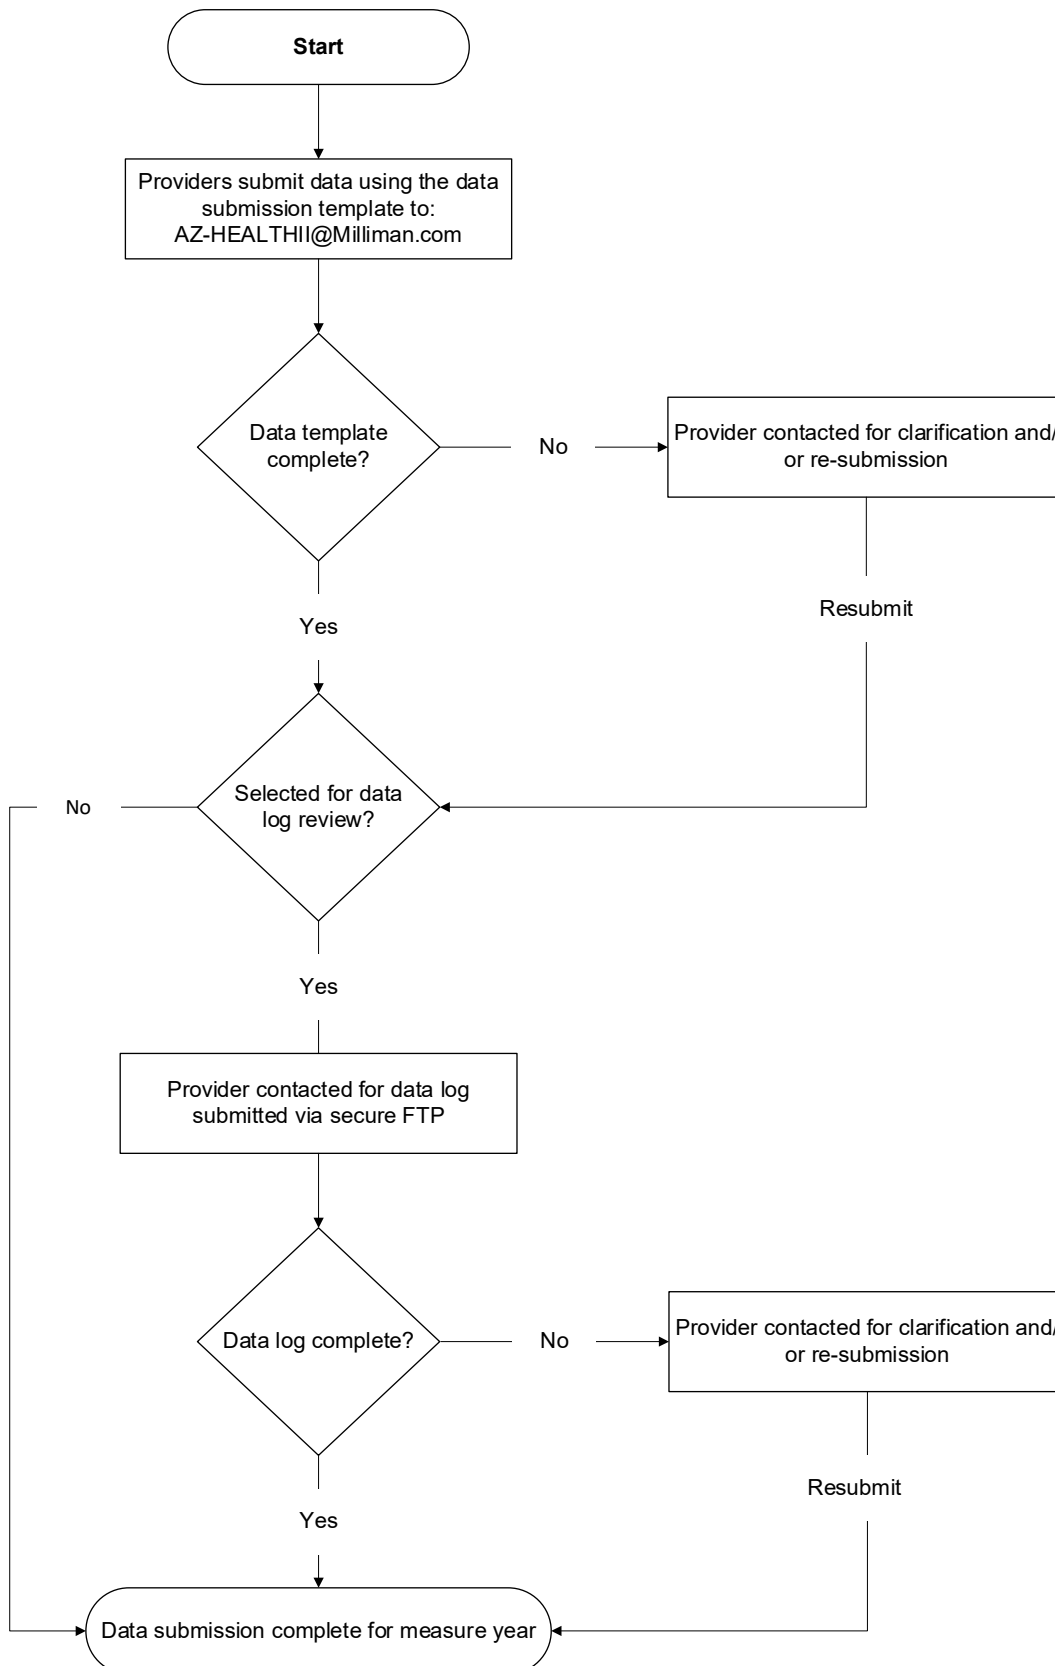 Start
Providers submit data using the data
submission template to:
AZ-HEALTHII@Milliman.com
Data template
complete?
No
Provider contacted for clarification and/
or re-submission
Yes
Resubmit
Selected for data
log review?
No
Yes
Provider contacted for data log
submitted via secure FTP
Data log complete?
No
Provider contacted for clarification and/
or re-submission
Resubmit
Yes
Data submission complete for measure year